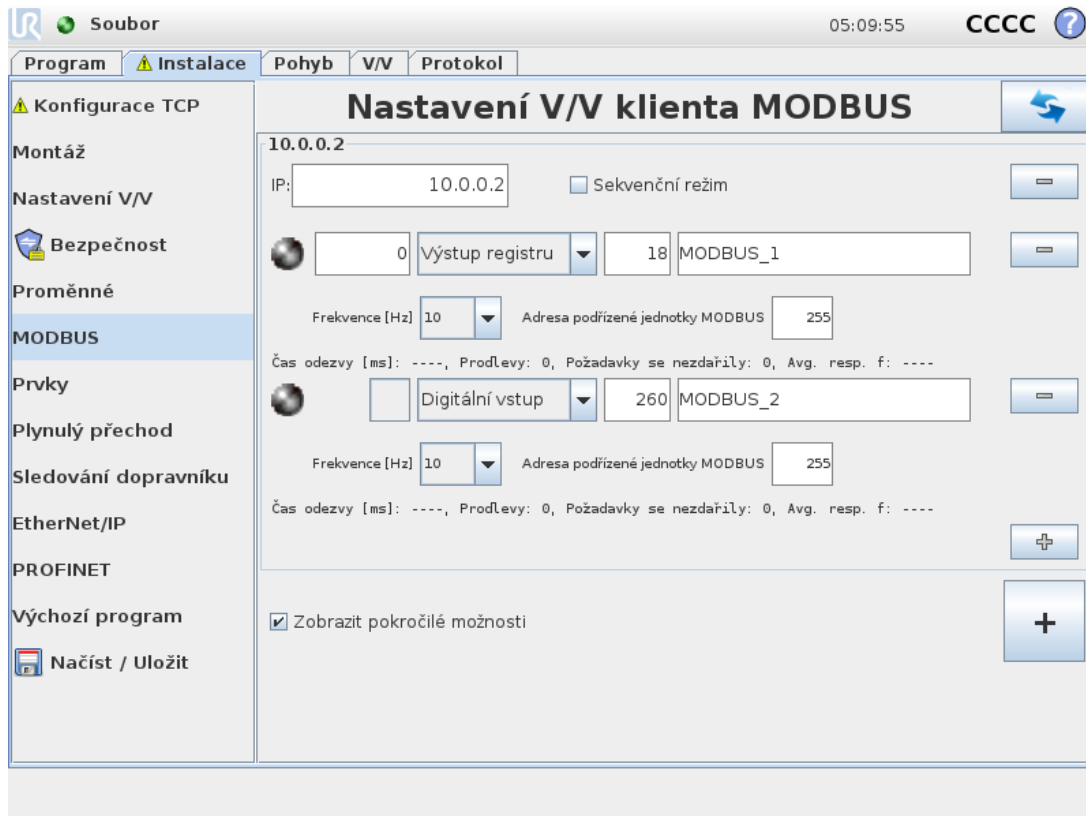 UR Soubor 05:09:55 CCCC ?
Program Instalace Pohyb V/V Protokol
Konfigurace TCP
Montáž
Nastavení V/V
Bezpečnost
Proměnné
MODBUS
Prvky
Plynulý přechod
Sledování dopravníku
EtherNet/IP
PROFINET
Výchozí program
Načíst / Uložit
Nastavení V/V klienta MODBUS
10.0.0.2
IP: 10.0.0.2 Sekvenční režim
0 Výstup registru 18 MODBUS_1
Frekvence [Hz] 10 Adresa podřízené jednotky MODBUS 255
Čas odezvy [ms]: ----, Prodlevy: 0, Požadavky se nezdařily: 0, Avg. resp. f: ----
Digitální vstup 260 MODBUS_2
Frekvence [Hz] 10 Adresa podřízené jednotky MODBUS 255
Čas odezvy [ms]: ----, Prodlevy: 0, Požadavky se nezdařily: 0, Avg. resp. f: ----
Zobrazit pokročilé možnosti